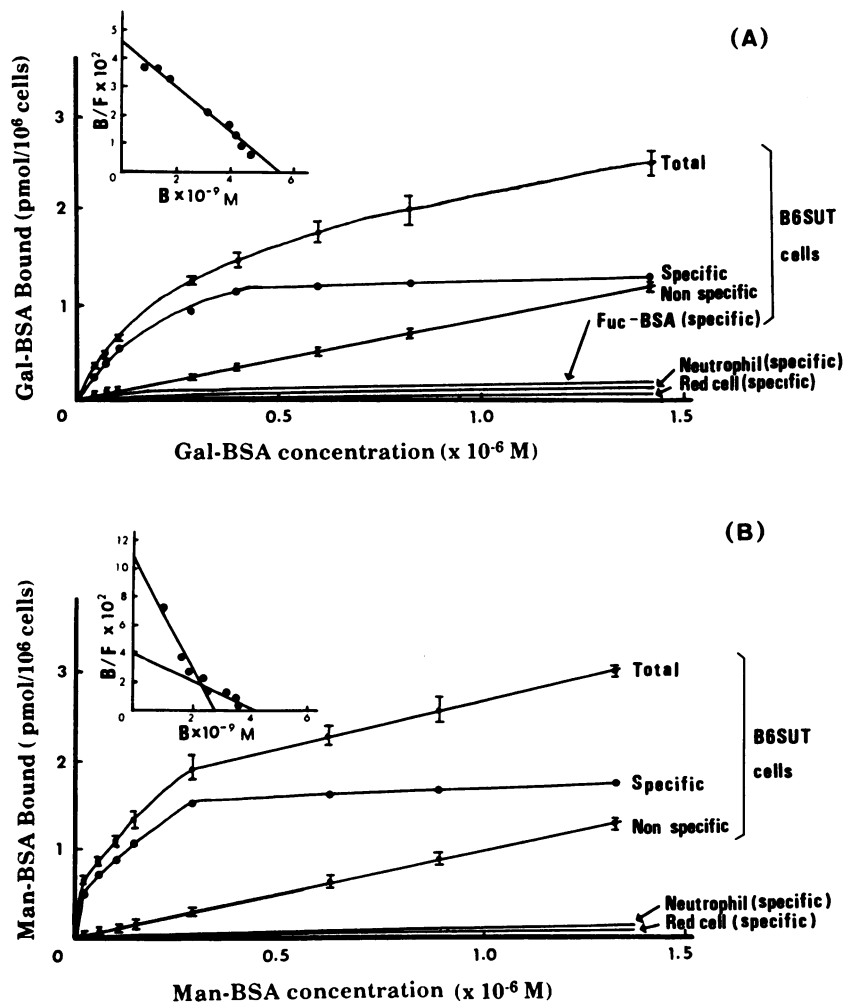 (A)
5
4
3
2
1
0
B/F x 10²
2
4
6
B x 10⁻⁹ M
Gal-BSA Bound (pmol/10⁶ cells)
3
2
1
Total
Specific
Non specific
B6SUT
cells
Fuc-BSA (specific)
Neutrophil (specific)
Red cell (specific)
0
0.5
1.0
1.5
Gal-BSA concentration (x 10⁻⁶ M)
(B)
12
10
8
6
4
2
0
B/F x 10²
2
4
6
B x 10⁻⁹ M
Man-BSA Bound ( pmol/10⁶ cells)
3
2
1
Total
Specific
Non specific
B6SUT
cells
Neutrophil (specific)
Red cell (specific)
0
0.5
1.0
1.5
Man-BSA concentration (x 10⁻⁶ M)